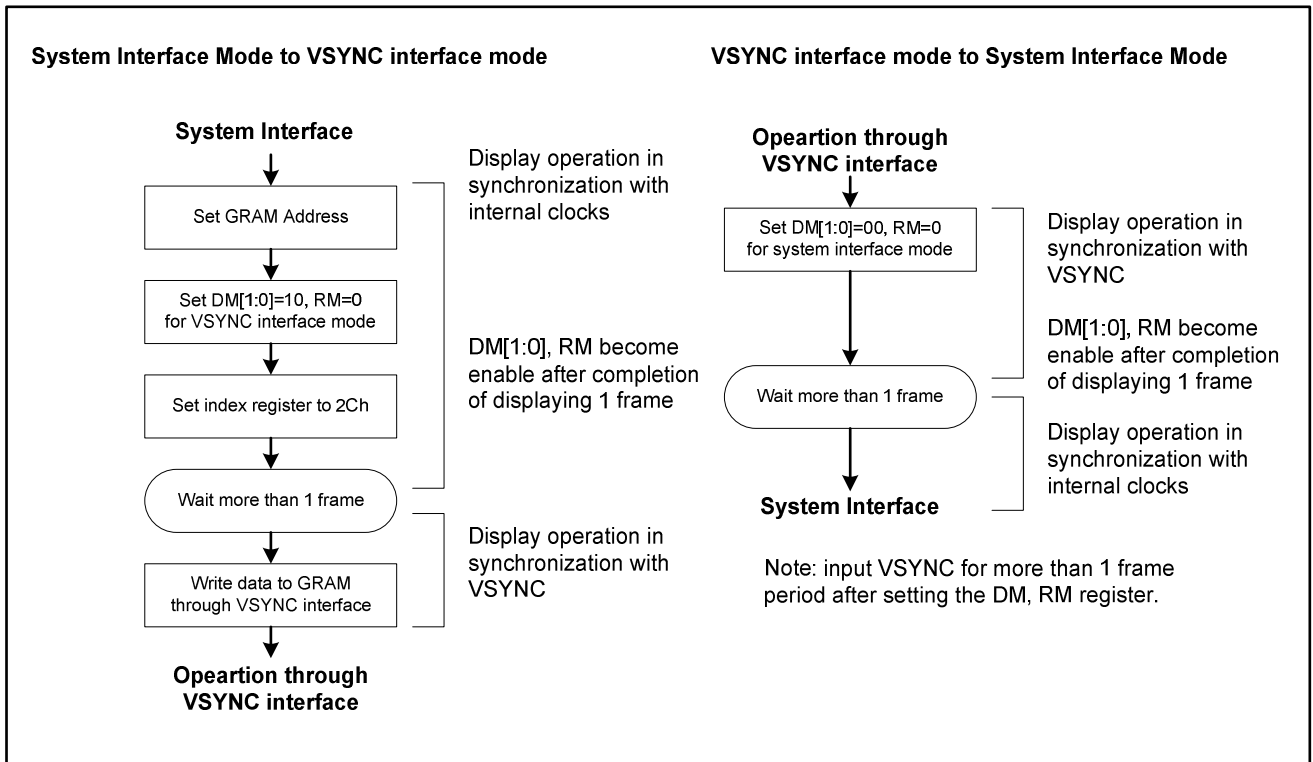 System Interface Mode to VSYNC interface mode
System Interface
Set GRAM Address
Set DM[1:0]=10, RM=0
for VSYNC interface mode
Set index register to 2Ch
Wait more than 1 frame
Write data to GRAM
through VSYNC interface
Opeartion through
VSYNC interface
Display operation in
synchronization with
internal clocks
DM[1:0], RM become
enable after completion
of displaying 1 frame
Display operation in
synchronization with
VSYNC
VSYNC interface mode to System Interface Mode
Opeartion through
VSYNC interface
Set DM[1:0]=00, RM=0
for system interface mode
Wait more than 1 frame
System Interface
Display operation in
synchronization with
VSYNC
DM[1:0], RM become
enable after completion
of displaying 1 frame
Display operation in
synchronization with
internal clocks
Note: input VSYNC for more than 1 frame
period after setting the DM, RM register.